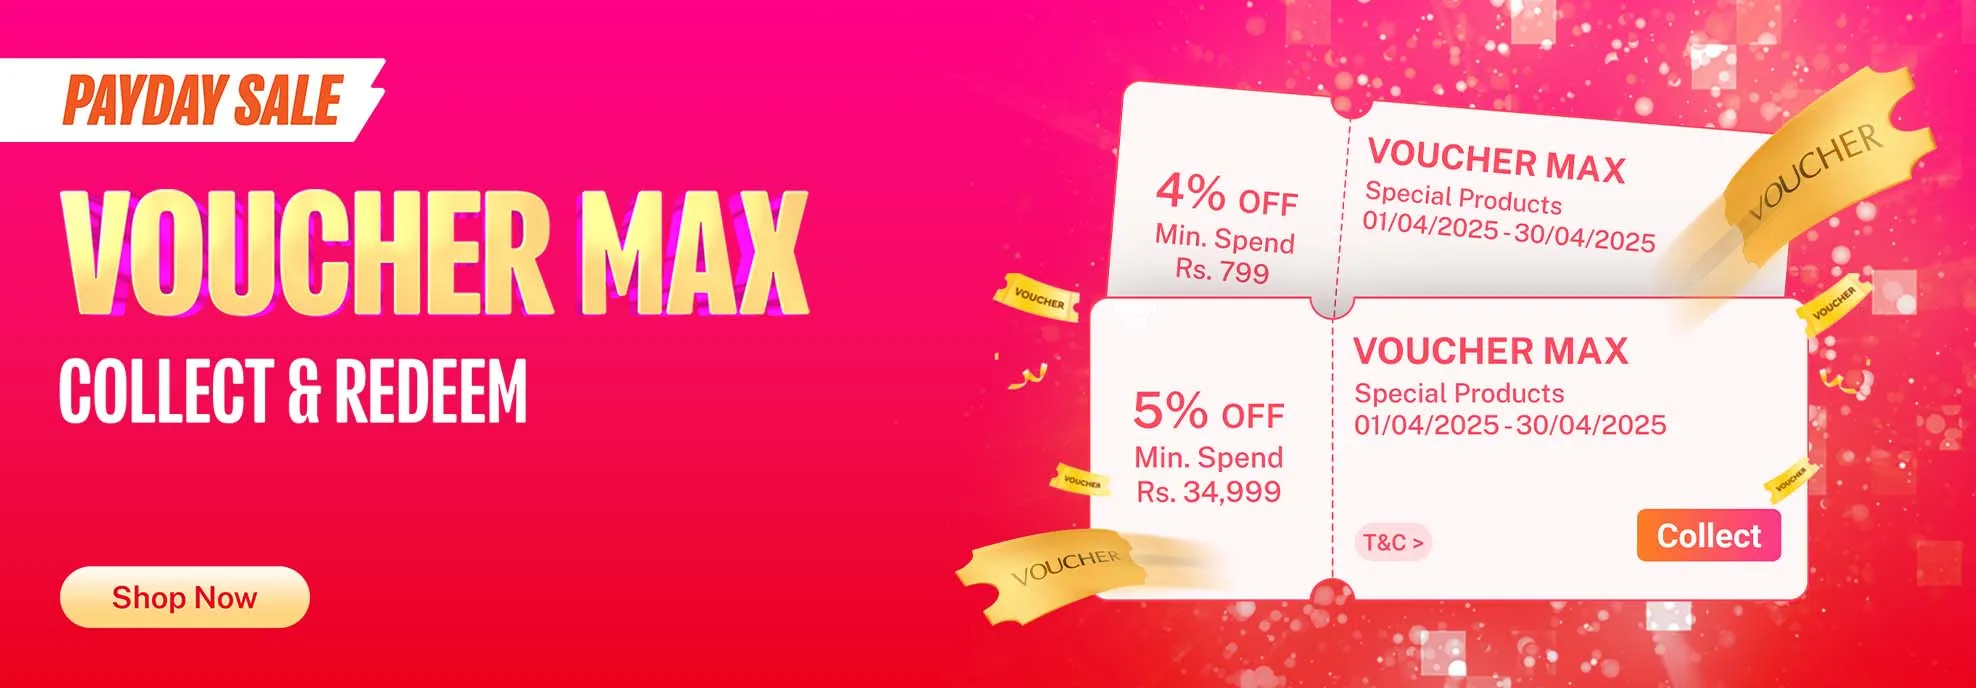 PAYDAY SALE
VOUCHER MAX
COLLECT & REDEEM
Shop Now
4% OFF
Min. Spend
Rs. 799
VOUCHER MAX
Special Products
01/04/2025-30/04/2025
VOUCHER
VOUCHER
VOUCHER
5% OFF
Min. Spend
Rs. 34,999
VOUCHER MAX
Special Products
01/04/2025-30/04/2025
T&C >
Collect
VOUCHER
VOUCHER
VOUCHER